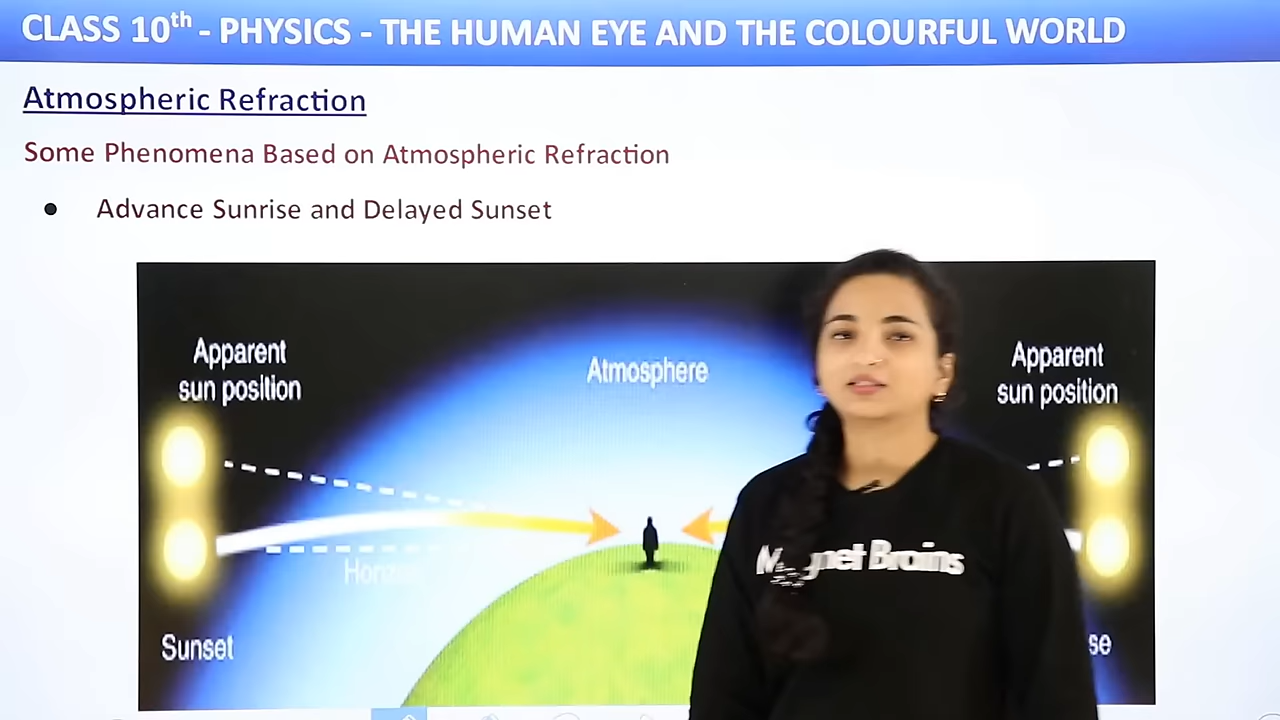 CLASS 10th - PHYSICS - THE HUMAN EYE AND THE COLOURFUL WORLD
Atmospheric Refraction
Some Phenomena Based on Atmospheric Refraction
● Advance Sunrise and Delayed Sunset
Apparent
sun position
Atmosphere
Apparent
sun position
Sunset